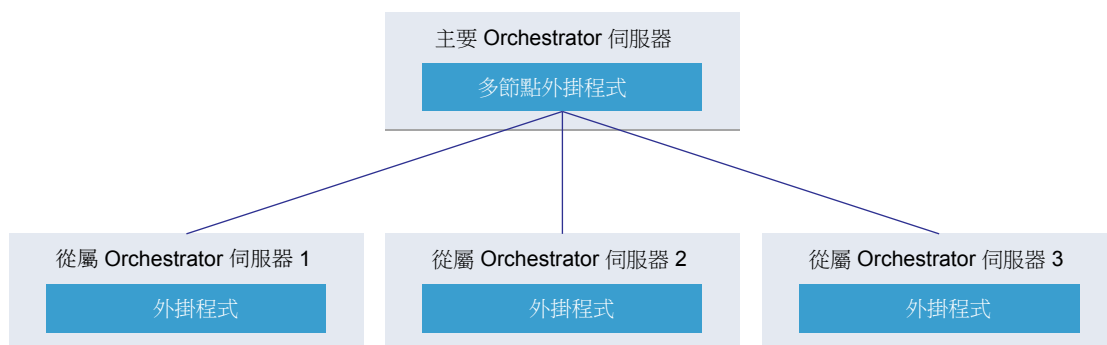 主要 Orchestrator 伺服器
多節點外掛程式
從屬 Orchestrator 伺服器 1
外掛程式
從屬 Orchestrator 伺服器 2
外掛程式
從屬 Orchestrator 伺服器 3
外掛程式